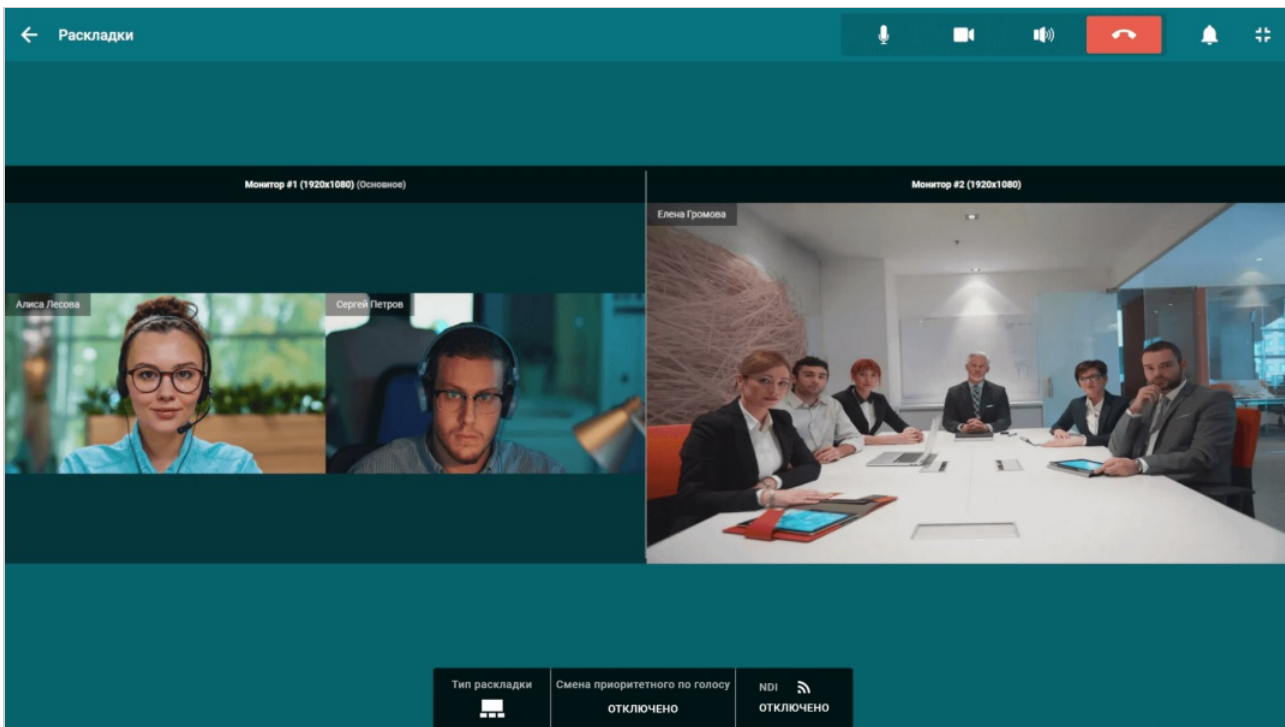 Раскладки
Монитор #1 (1920x1080) (Основное)
Монитор #2 (1920x1080)
Елена Громова
Алиса Лесова
Сергей Петров
Тип раскладки
Смена приоритетного по голосу
ОТКЛЮЧЕНО
NDI
ОТКЛЮЧЕНО